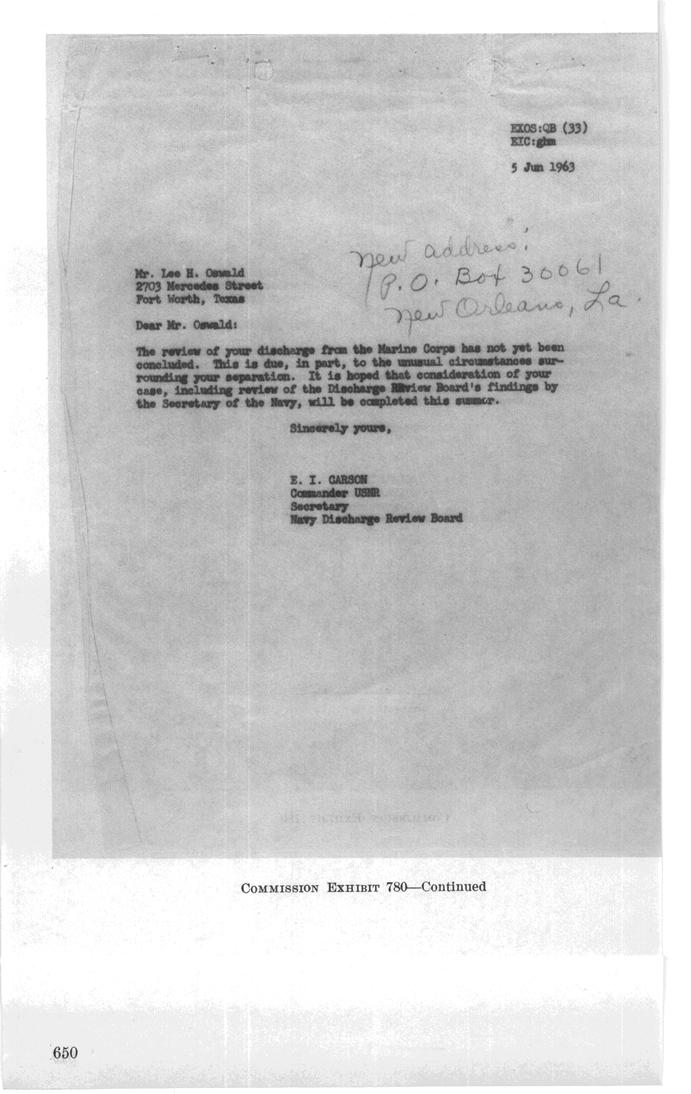 EXOS:QB (33)
EIC:ghm
5 Jun 1963
New address:
P.O. Box 30061
New Orleans, La.
Mr. Lee H. Oswald
2703 Mercedes Street
Fort Worth, Texas
Dear Mr. Oswald:
The review of your discharge from the Marine Corps has not yet been
concluded. This is due, in part, to the unusual circumstances sur-
rounding your separation. It is hoped that consideration of your
case, including review of the Discharge REview Board's findings by
the Secretary of the Navy, will be completed this summer.
Sincerely yours,
E. I. CARSON
Commander USNR
Secretary
Navy Discharge Review Board
COMMISSION EXHIBIT 780—Continued
650